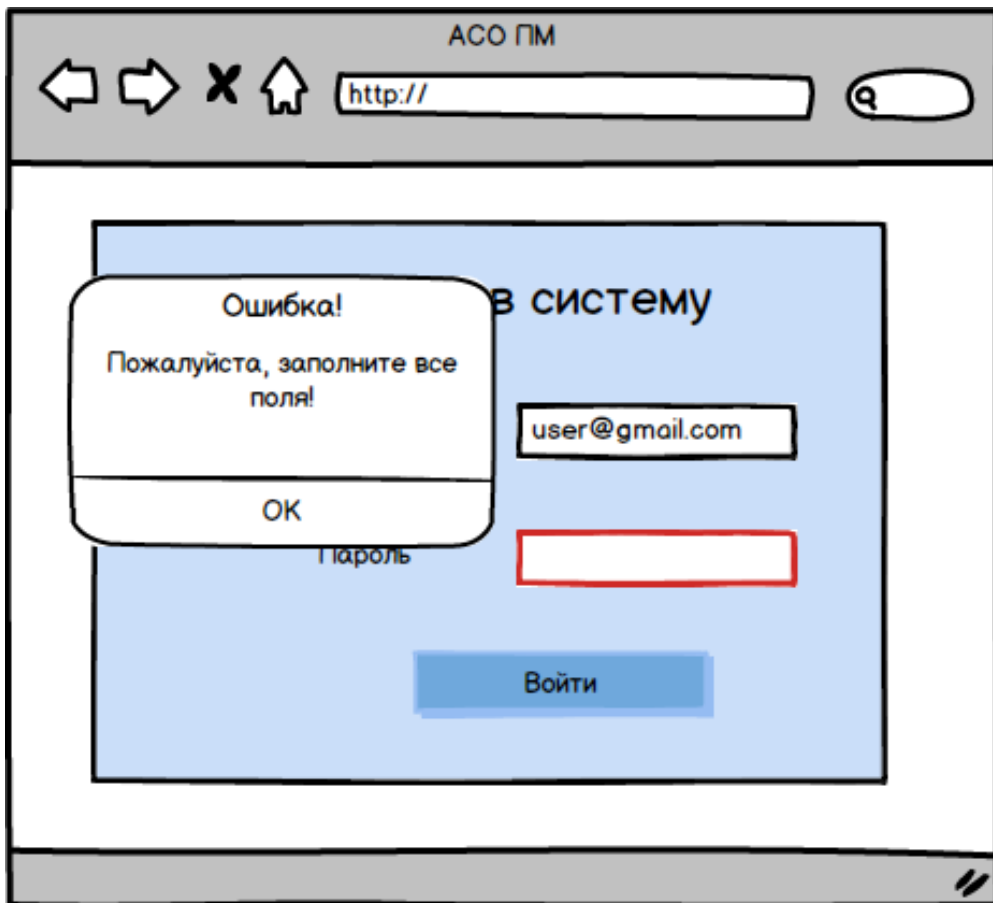 АСО ПМ
http://
в систему
Ошибка!
Пожалуйста, заполните все
поля!
OK
user@gmail.com
Пароль
Войти